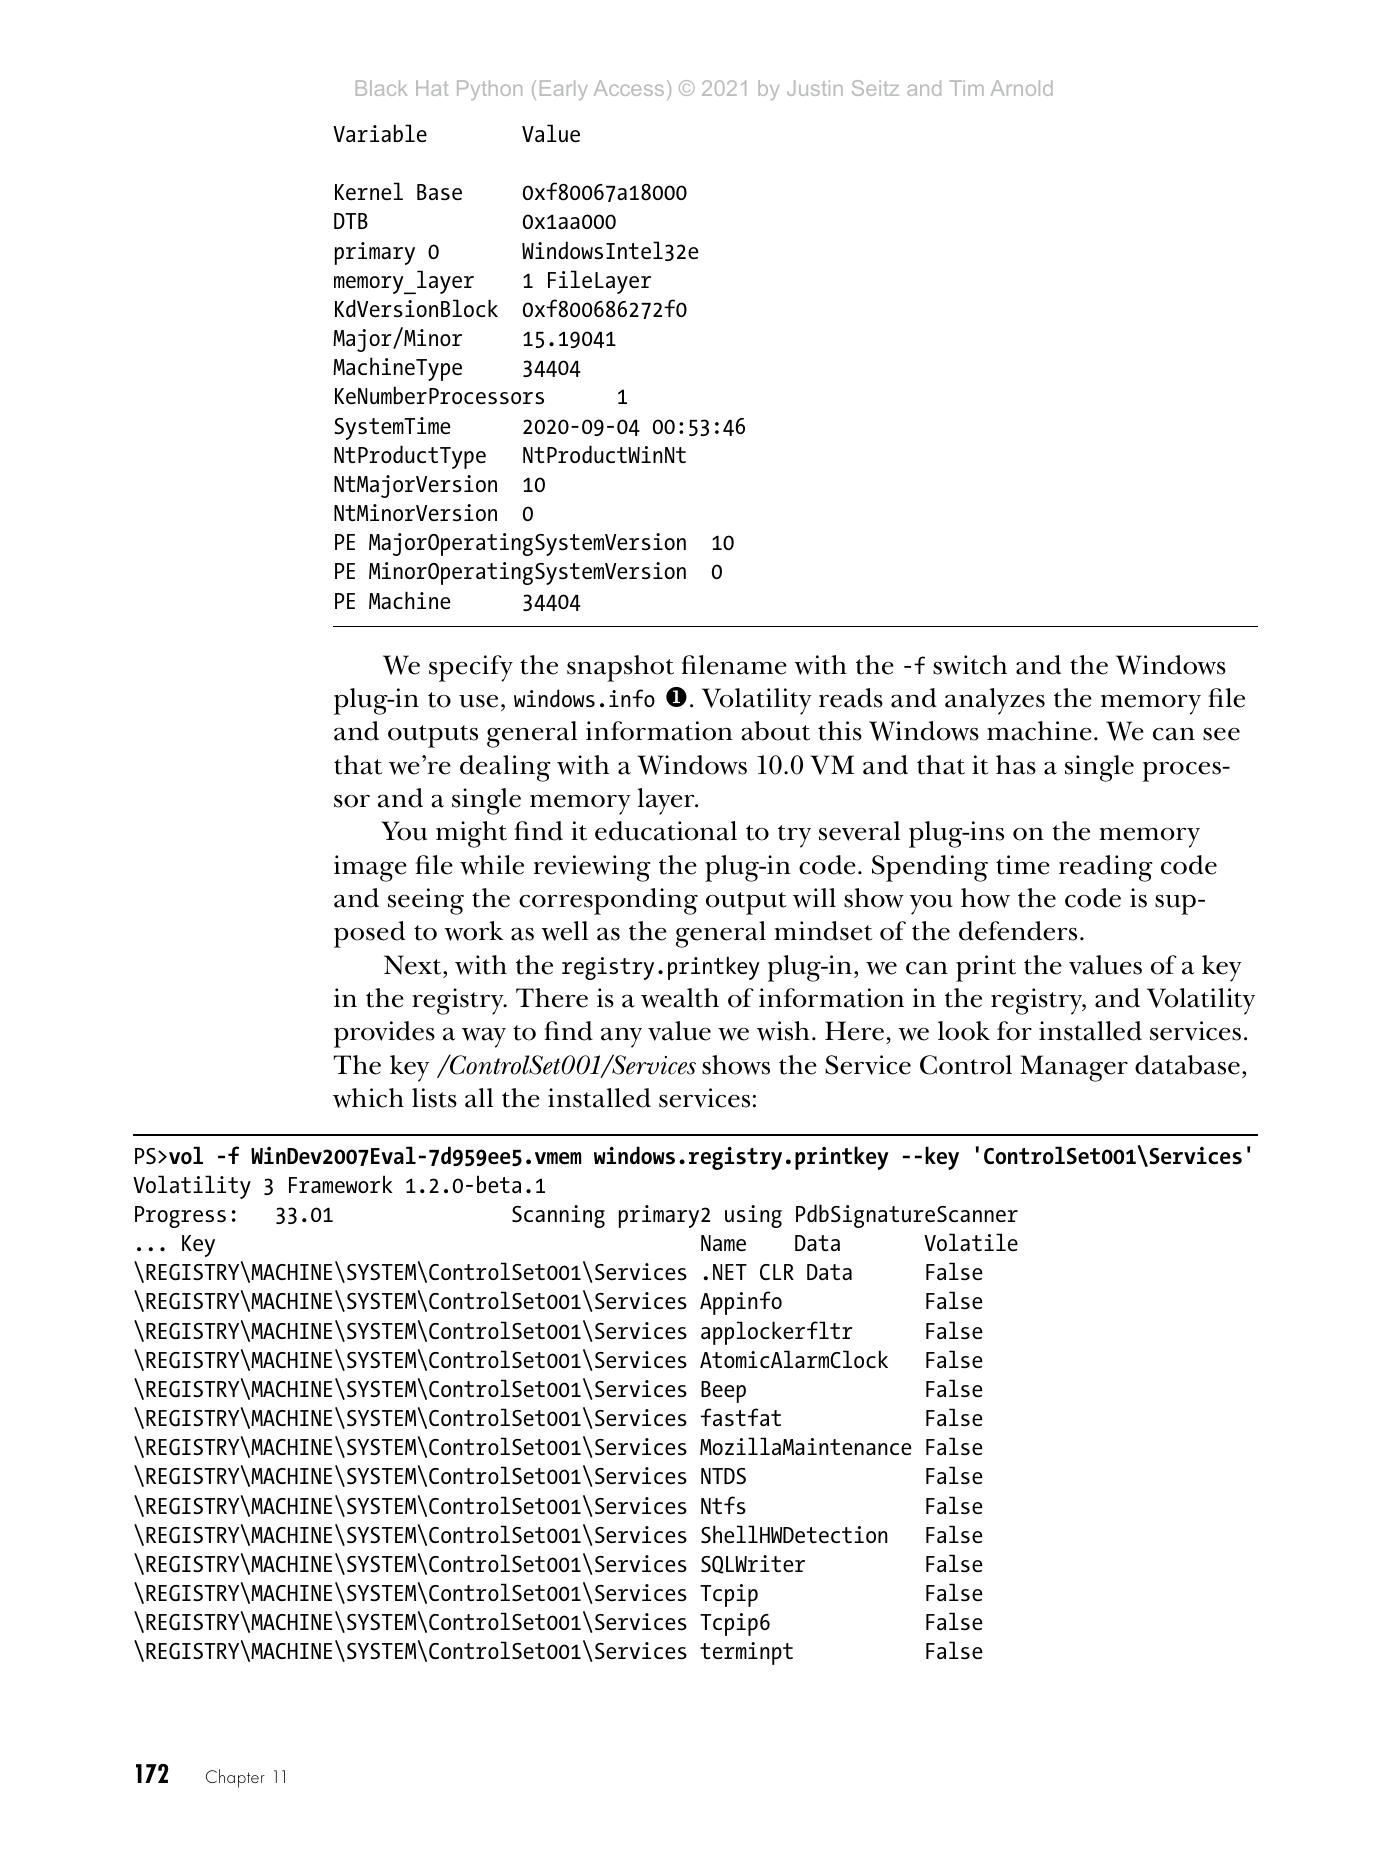 Black Hat Python (Early Access) © 2021 by Justin Seitz and Tim Arnold
Variable        Value
Kernel Base     0xf80067a18000
DTB             0x1aa000
primary 0       WindowsIntel32e
memory_layer    1 FileLayer
KdVersionBlock  0xf800686272f0
Major/Minor     15.19041
MachineType     34404
KeNumberProcessors      1
SystemTime      2020-09-04 00:53:46
NtProductType   NtProductWinNt
NtMajorVersion  10
NtMinorVersion  0
PE MajorOperatingSystemVersion  10
PE MinorOperatingSystemVersion  0
PE Machine      34404
We specify the snapshot filename with the -f switch and the Windows
plug-in to use, windows.info ❶. Volatility reads and analyzes the memory file
and outputs general information about this Windows machine. We can see
that we’re dealing with a Windows 10.0 VM and that it has a single proces-
sor and a single memory layer.
You might find it educational to try several plug-ins on the memory
image file while reviewing the plug-in code. Spending time reading code
and seeing the corresponding output will show you how the code is sup-
posed to work as well as the general mindset of the defenders.
Next, with the registry.printkey plug-in, we can print the values of a key
in the registry. There is a wealth of information in the registry, and Volatility
provides a way to find any value we wish. Here, we look for installed services.
The key /ControlSet001/Services shows the Service Control Manager database,
which lists all the installed services:
PS>vol -f WinDev2007Eval-7d959ee5.vmem windows.registry.printkey --key 'ControlSet001\Services'
Volatility 3 Framework 1.2.0-beta.1
Progress:   33.01               Scanning primary2 using PdbSignatureScanner
... Key                                         Name    Data       Volatile
\REGISTRY\MACHINE\SYSTEM\ControlSet001\Services .NET CLR Data      False
\REGISTRY\MACHINE\SYSTEM\ControlSet001\Services Appinfo            False
\REGISTRY\MACHINE\SYSTEM\ControlSet001\Services applockerfltr      False
\REGISTRY\MACHINE\SYSTEM\ControlSet001\Services AtomicAlarmClock   False
\REGISTRY\MACHINE\SYSTEM\ControlSet001\Services Beep               False
\REGISTRY\MACHINE\SYSTEM\ControlSet001\Services fastfat            False
\REGISTRY\MACHINE\SYSTEM\ControlSet001\Services MozillaMaintenance False
\REGISTRY\MACHINE\SYSTEM\ControlSet001\Services NTDS               False
\REGISTRY\MACHINE\SYSTEM\ControlSet001\Services Ntfs               False
\REGISTRY\MACHINE\SYSTEM\ControlSet001\Services ShellHWDetection   False
\REGISTRY\MACHINE\SYSTEM\ControlSet001\Services SQLWriter          False
\REGISTRY\MACHINE\SYSTEM\ControlSet001\Services Tcpip              False
\REGISTRY\MACHINE\SYSTEM\ControlSet001\Services Tcpip6             False
\REGISTRY\MACHINE\SYSTEM\ControlSet001\Services terminpt           False
172 Chapter 11